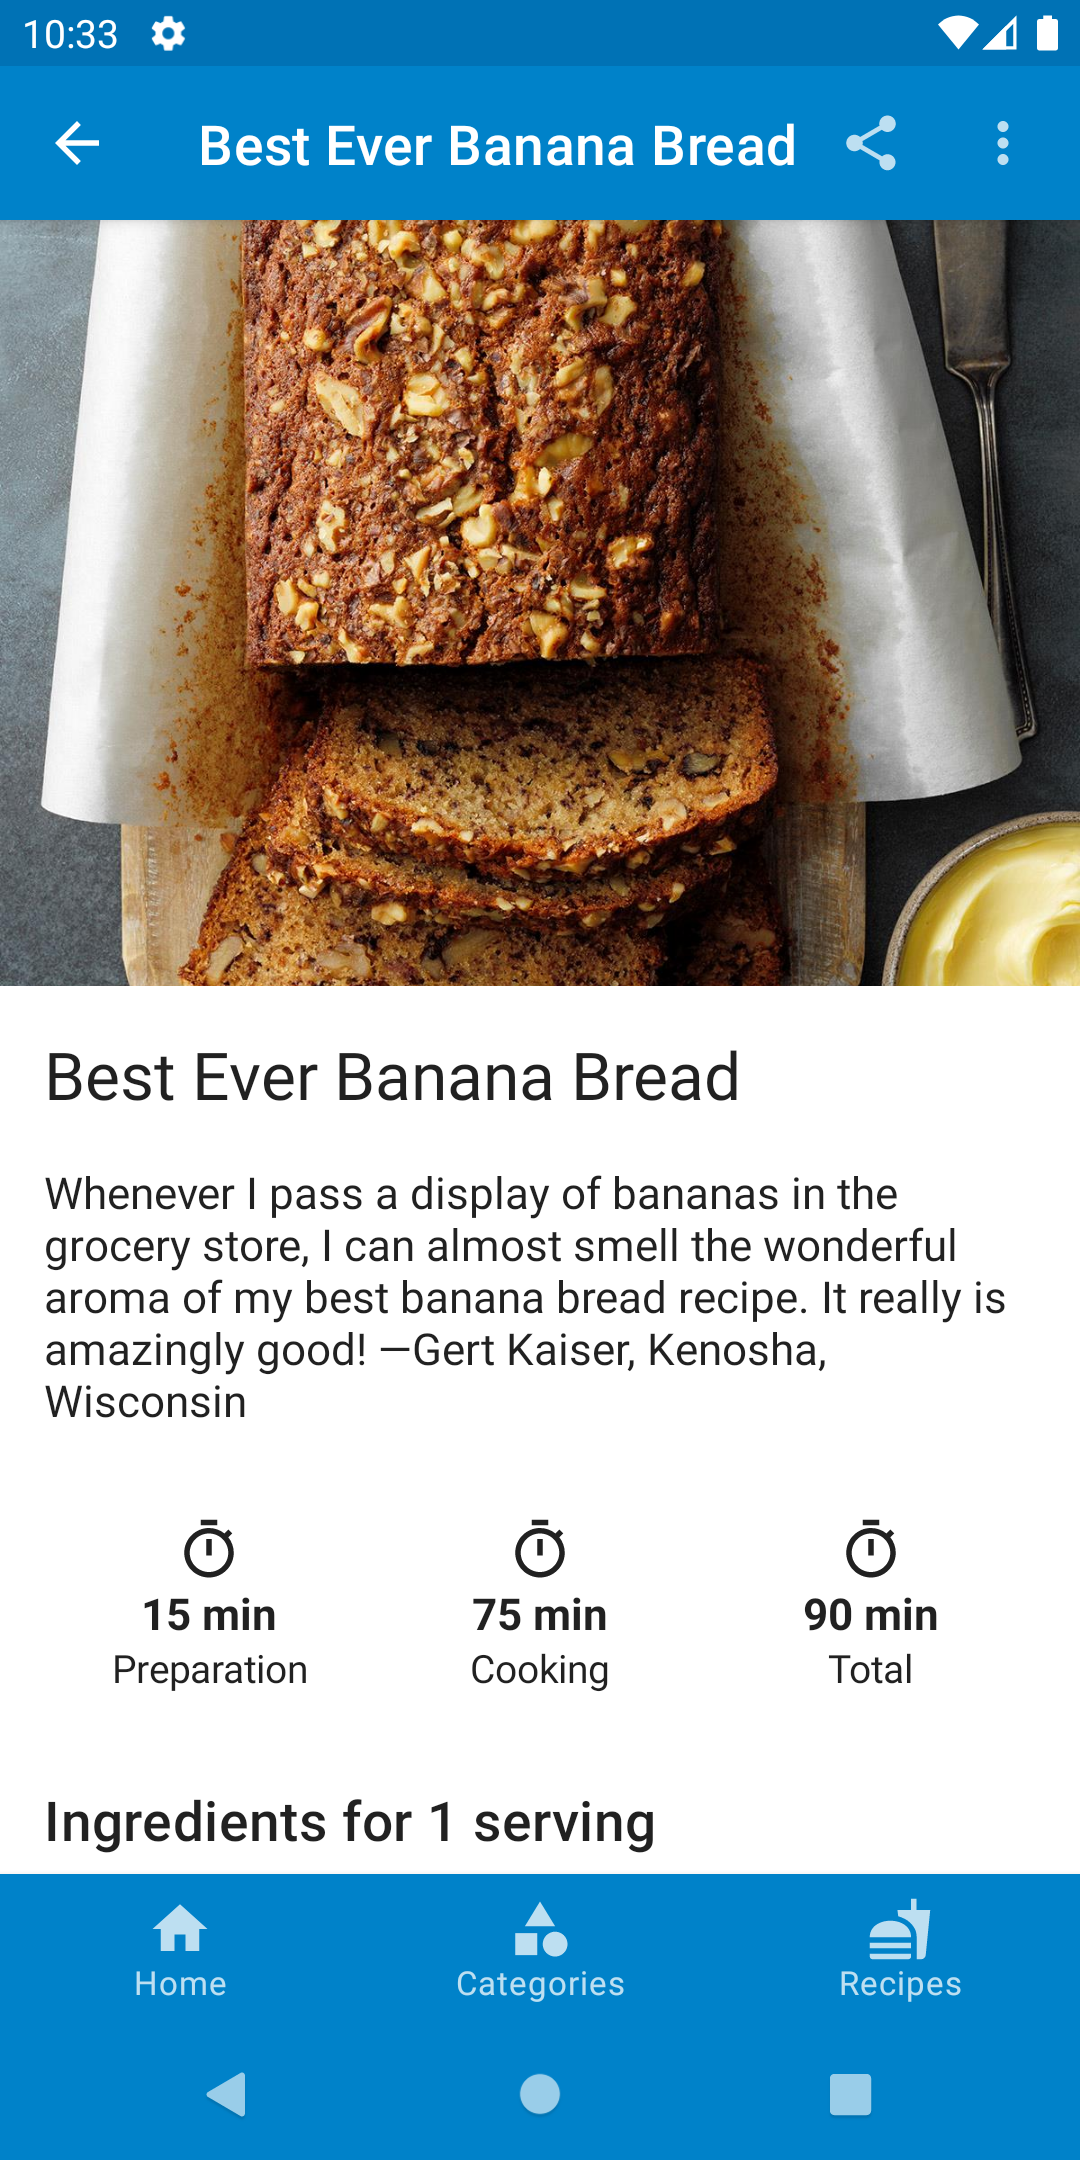 10:33
Best Ever Banana Bread
Best Ever Banana Bread
Whenever I pass a display of bananas in the
grocery store, I can almost smell the wonderful
aroma of my best banana bread recipe. It really is
amazingly good! —Gert Kaiser, Kenosha,
Wisconsin
15 min
75 min
90 min
Preparation
Cooking
Total
Ingredients for 1 serving
Home
Categories
Recipes